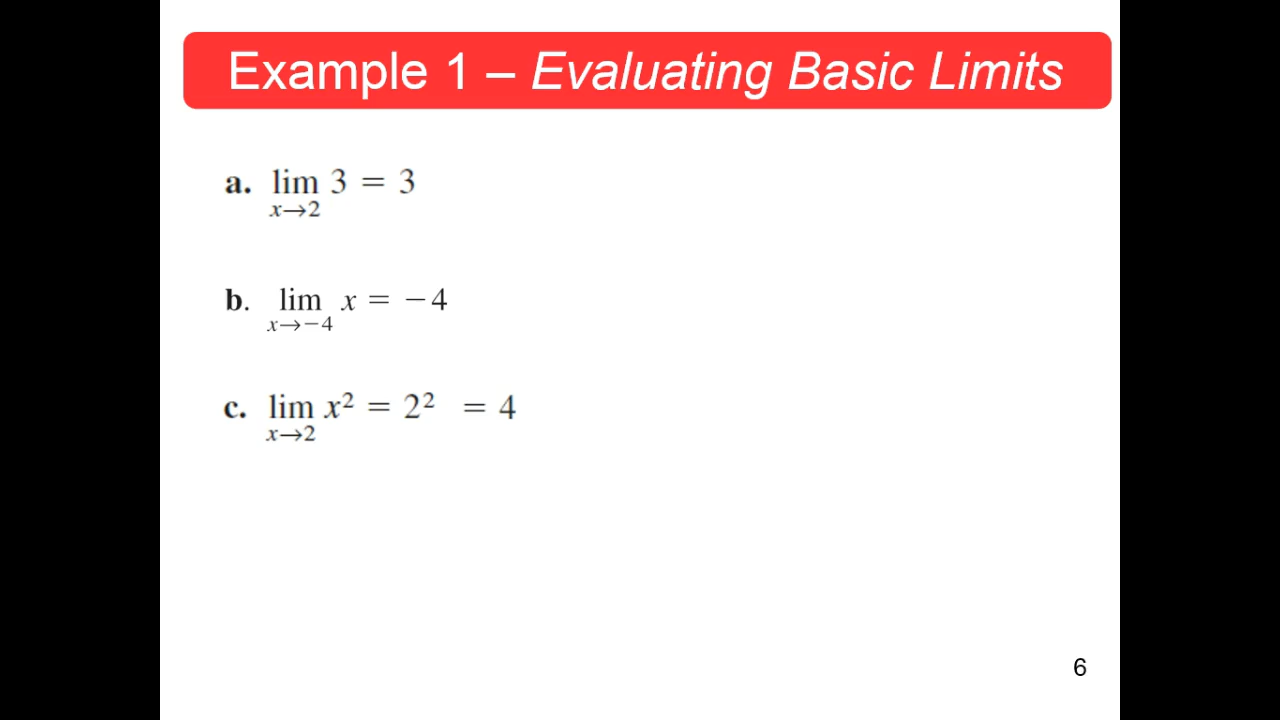 Example 1 – Evaluating Basic Limits
a. lim 3 = 3
x→2
b. lim x = −4
x→−4
c. lim x² = 2² = 4
x→2
6